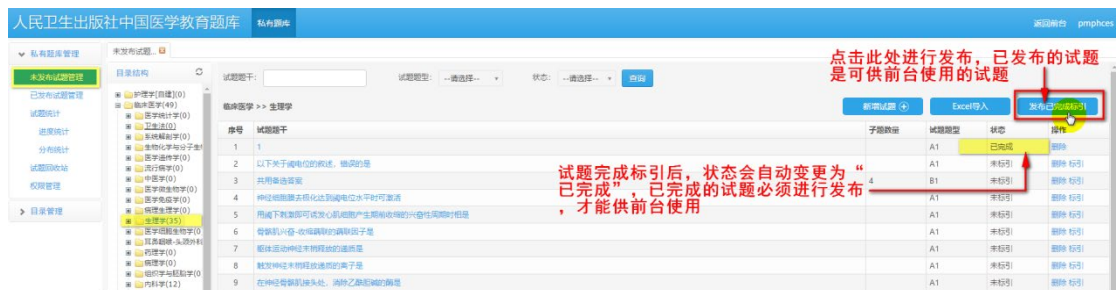 人民卫生出版社中国医学教育题库 私有题库 返回前台 pmphces
私有题库管理
未发布试题管理
已发布试题管理
试题统计
进度统计
分布统计
试题回收站
权限管理
目录管理
未发布试题...
目录结构
护理学[自建](0)
临床医学(49)
医学统计学(0)
卫生法(0)
系统解剖学(0)
生物化学与分子生
医学遗传学(0)
流行病学(0)
中医学(0)
医学微生物学(0)
医学免疫学(0)
病理生理学(0)
生理学(35)
医学细胞生物学(0
耳鼻咽喉-头颈外科
药理学(0)
病理学(0)
组织学与胚胎学(0
内科学(12)
试题题干: 试题题型: --请选择-- 状态: --请选择-- 查询
点击此处进行发布，已发布的试题
是可供前台使用的试题
临床医学 >> 生理学 新增试题 Excel导入 发布已完成标引
序号 试题题干 子题数量 试题题型 状态 操作
1 1 A1 已完成 删除
2 以下关于阈电位的叙述，错误的是 A1 未标引 删除 标引
3 共用备选答案 4 B1 未标引 删除 标引
4 神经细胞膜去极化达到阈电位水平时可激活 A1 未标引 删除 标引
5 用阈下刺激即可诱发心肌细胞产生期前收缩的兴奋性周期时相是 A1 未标引 删除 标引
6 骨骼肌兴奋-收缩耦联的耦联因子是 A1 未标引 删除 标引
7 躯体运动神经末梢释放的递质是 A1 未标引 删除 标引
8 触发神经末梢释放递质的离子是 A1 未标引 删除 标引
9 在神经骨骼肌接头处，消除乙酰胆碱的酶是 A1 未标引 删除 标引
试题完成标引后，状态会自动变更为“
已完成”，已完成的试题必须进行发布
，才能供前台使用